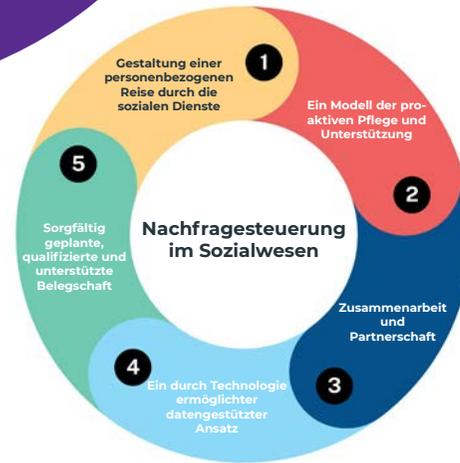 1
Gestaltung einer
personenbezogenen
Reise durch die
sozialen Dienste
2
Ein Modell der pro-
aktiven Pflege und
Unterstützung
3
Zusammenarbeit
und
Partnerschaft
4
Ein durch Technologie
ermöglichter
datengestützter
Ansatz
5
Sorgfältig
geplante,
qualifizierte und
unterstützte
Belegschaft
Nachfragesteuerung
im Sozialwesen